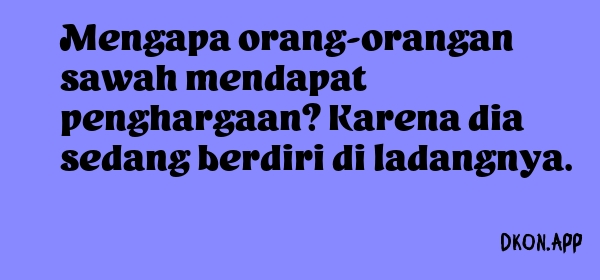 Mengapa orang-orangan
sawah mendapat
penghargaan? Karena dia
sedang berdiri di ladangnya.
DKON.APP